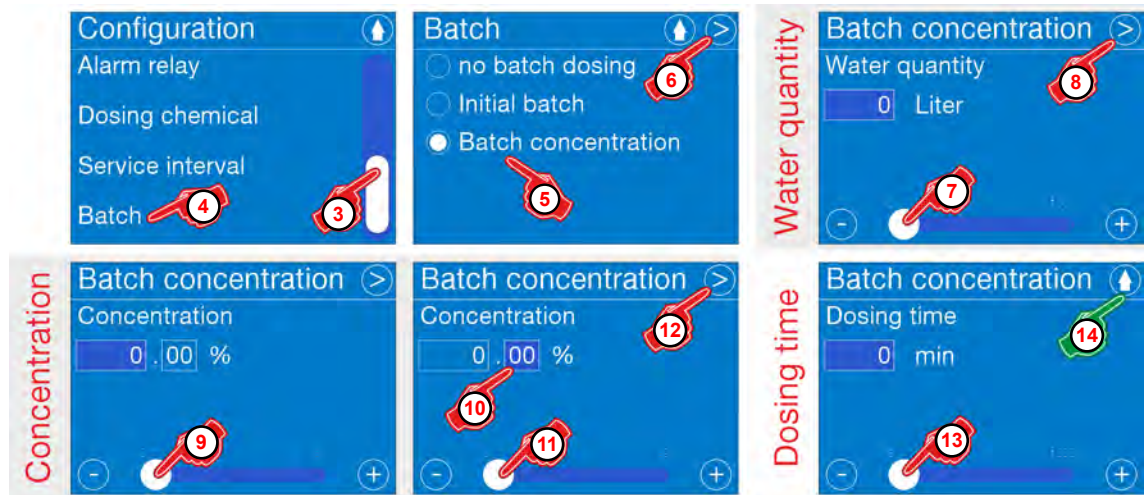 Configuration
Alarm relay
Dosing chemical
Service interval
Batch
4
3
Batch >
no batch dosing
Initial batch
Batch concentration
6
5
Water quantity
Batch concentration >
Water quantity
0 Liter
8
7
- +
Concentration
Batch concentration >
Concentration
0 . 00 %
9
- +
Batch concentration >
Concentration
0 . 00 %
12
10
11
- +
Dosing time
Batch concentration
Dosing time
0 min
14
13
- +